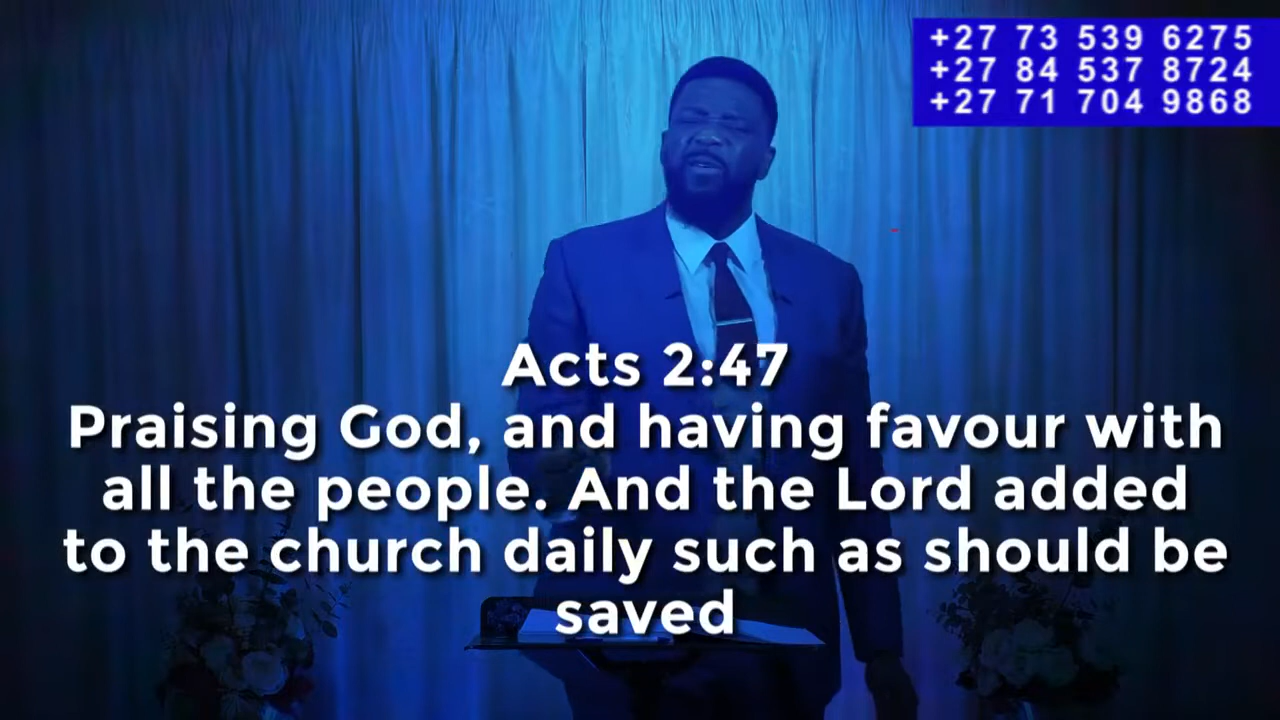 +27 73 539 6275
+27 84 537 8724
+27 71 704 9868
Acts 2:47
Praising God, and having favour with
all the people. And the Lord added
to the church daily such as should be
saved